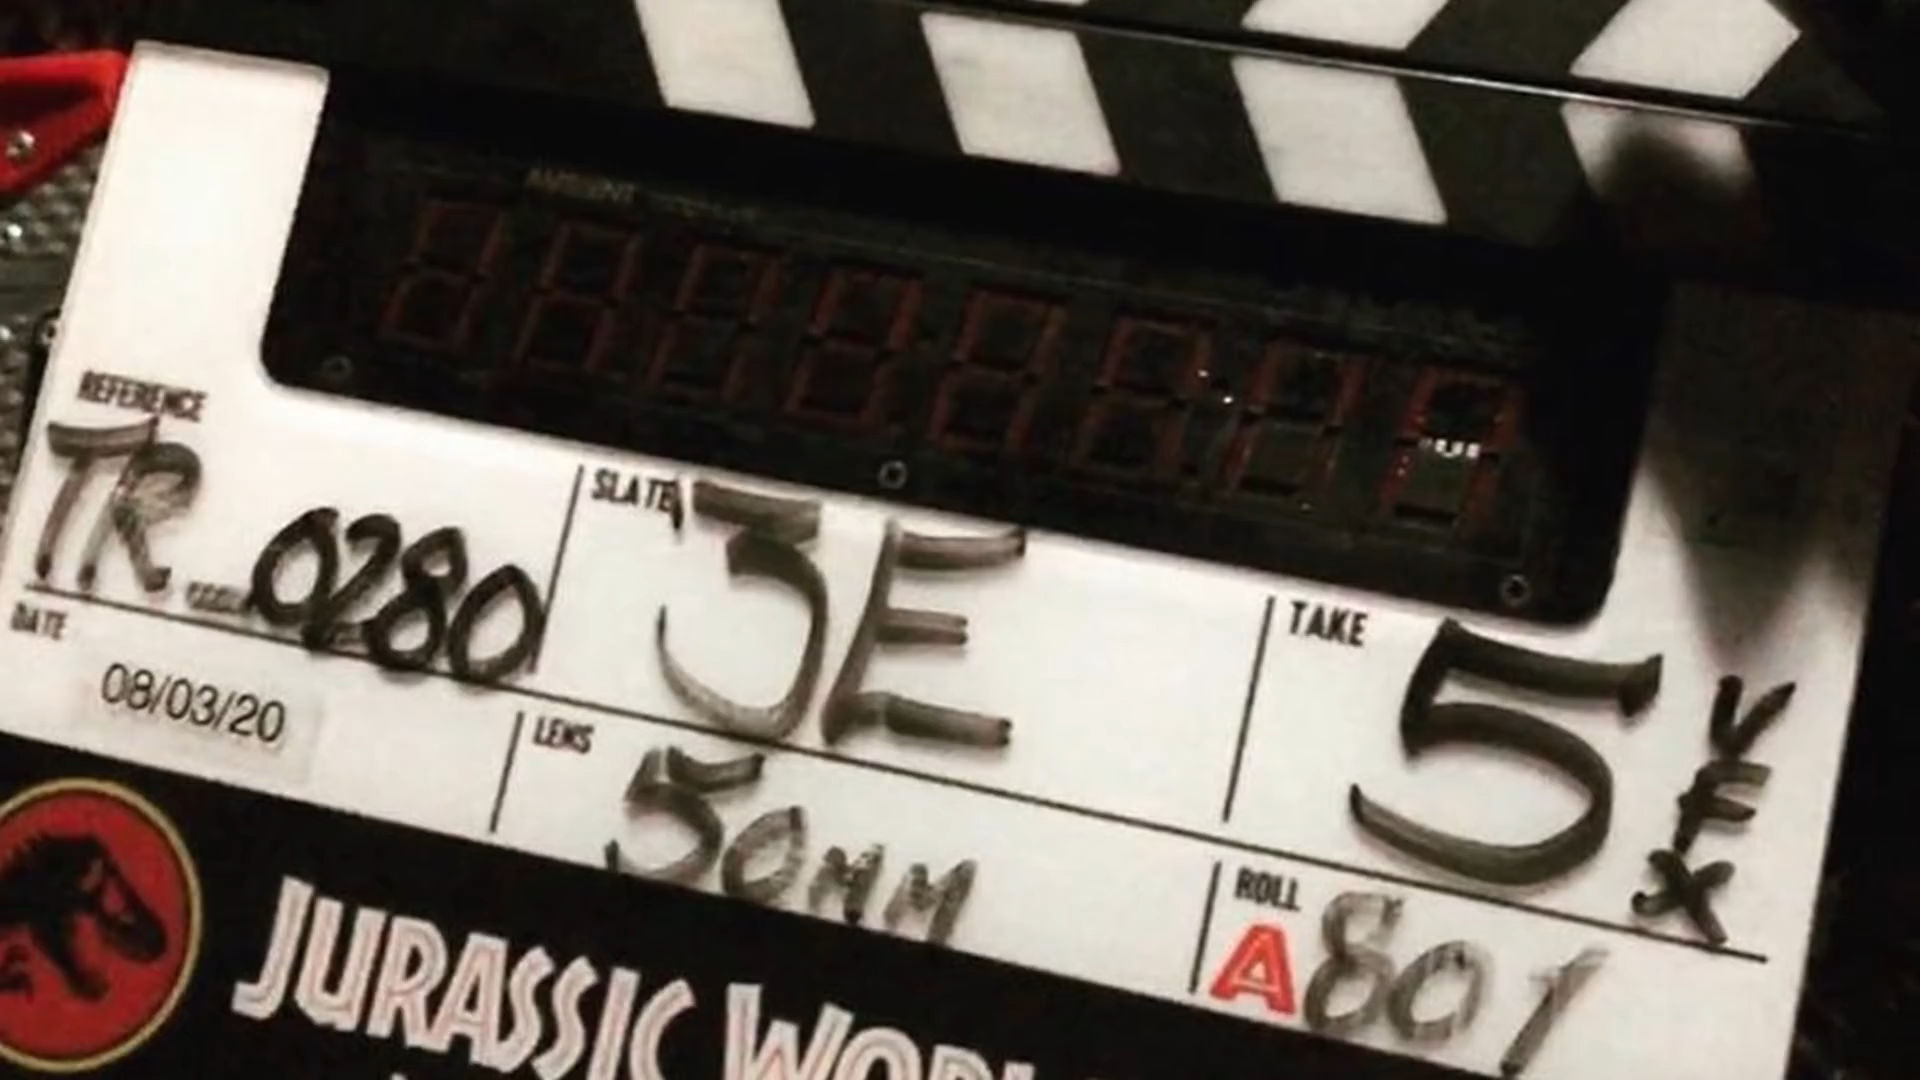 REFERENCE
TR 0280
SLATE
3E
TAKE
5
VFX
DATE
08/03/20
LENS
50MM
ROLL
A801
JURASSIC